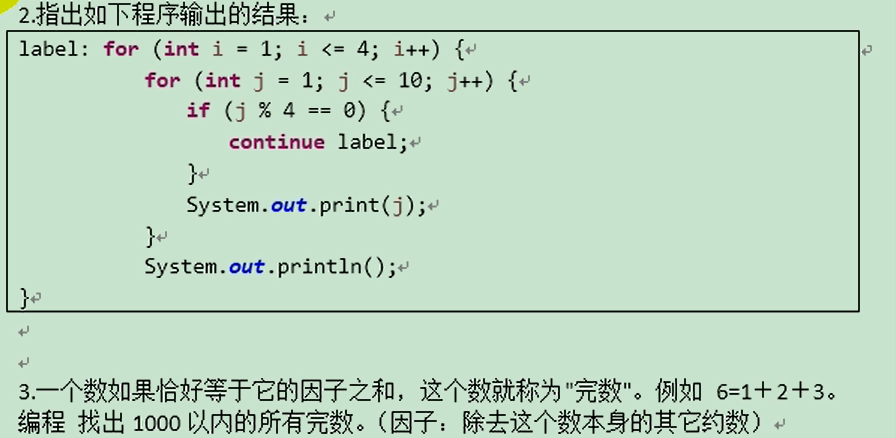 2.指出如下程序输出的结果：
label: for (int i = 1; i <= 4; i++) {
for (int j = 1; j <= 10; j++) {
if (j % 4 == 0) {
continue label;
}
System.out.print(j);
}
System.out.println();
}
3.一个数如果恰好等于它的因子之和，这个数就称为"完数"。例如 6=1＋2＋3。
编程 找出 1000 以内的所有完数。（因子：除去这个数本身的其它约数）